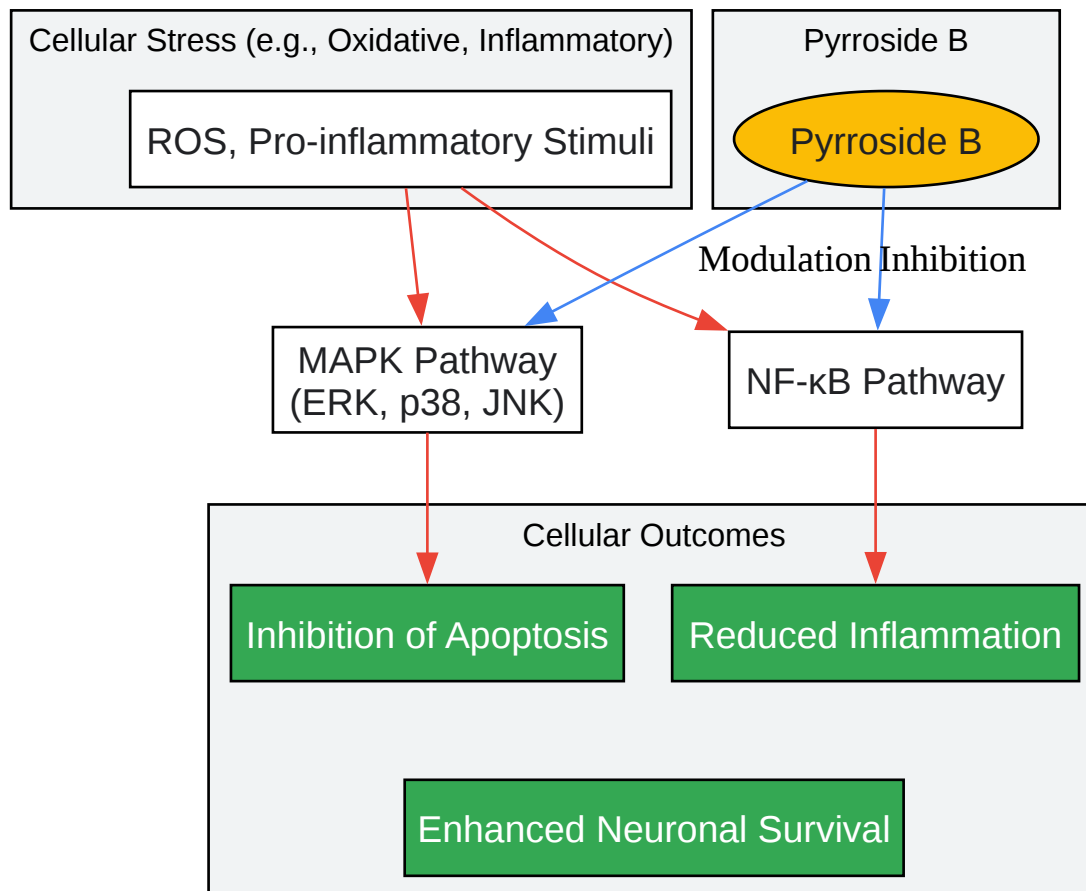 Cellular Stress (e.g., Oxidative, Inflammatory)
Pyrroside B
ROS, Pro-inflammatory Stimuli
Pyrroside B
Modulation
Inhibition
MAPK Pathway
(ERK, p38, JNK)
NF-κB Pathway
Cellular Outcomes
Inhibition of Apoptosis
Reduced Inflammation
Enhanced Neuronal Survival